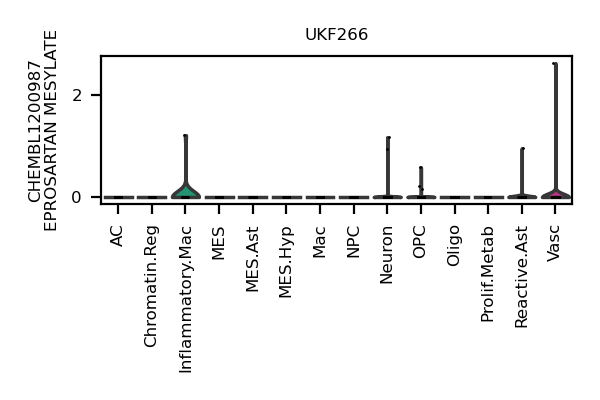 UKF266
CHEMBL1200987
EPROSARTAN MESYLATE
2
0
AC
Chromatin.Reg
Inflammatory.Mac
MES
MES.Ast
MES.Hyp
Mac
NPC
Neuron
OPC
Oligo
Prolif.Metab
Reactive.Ast
Vasc